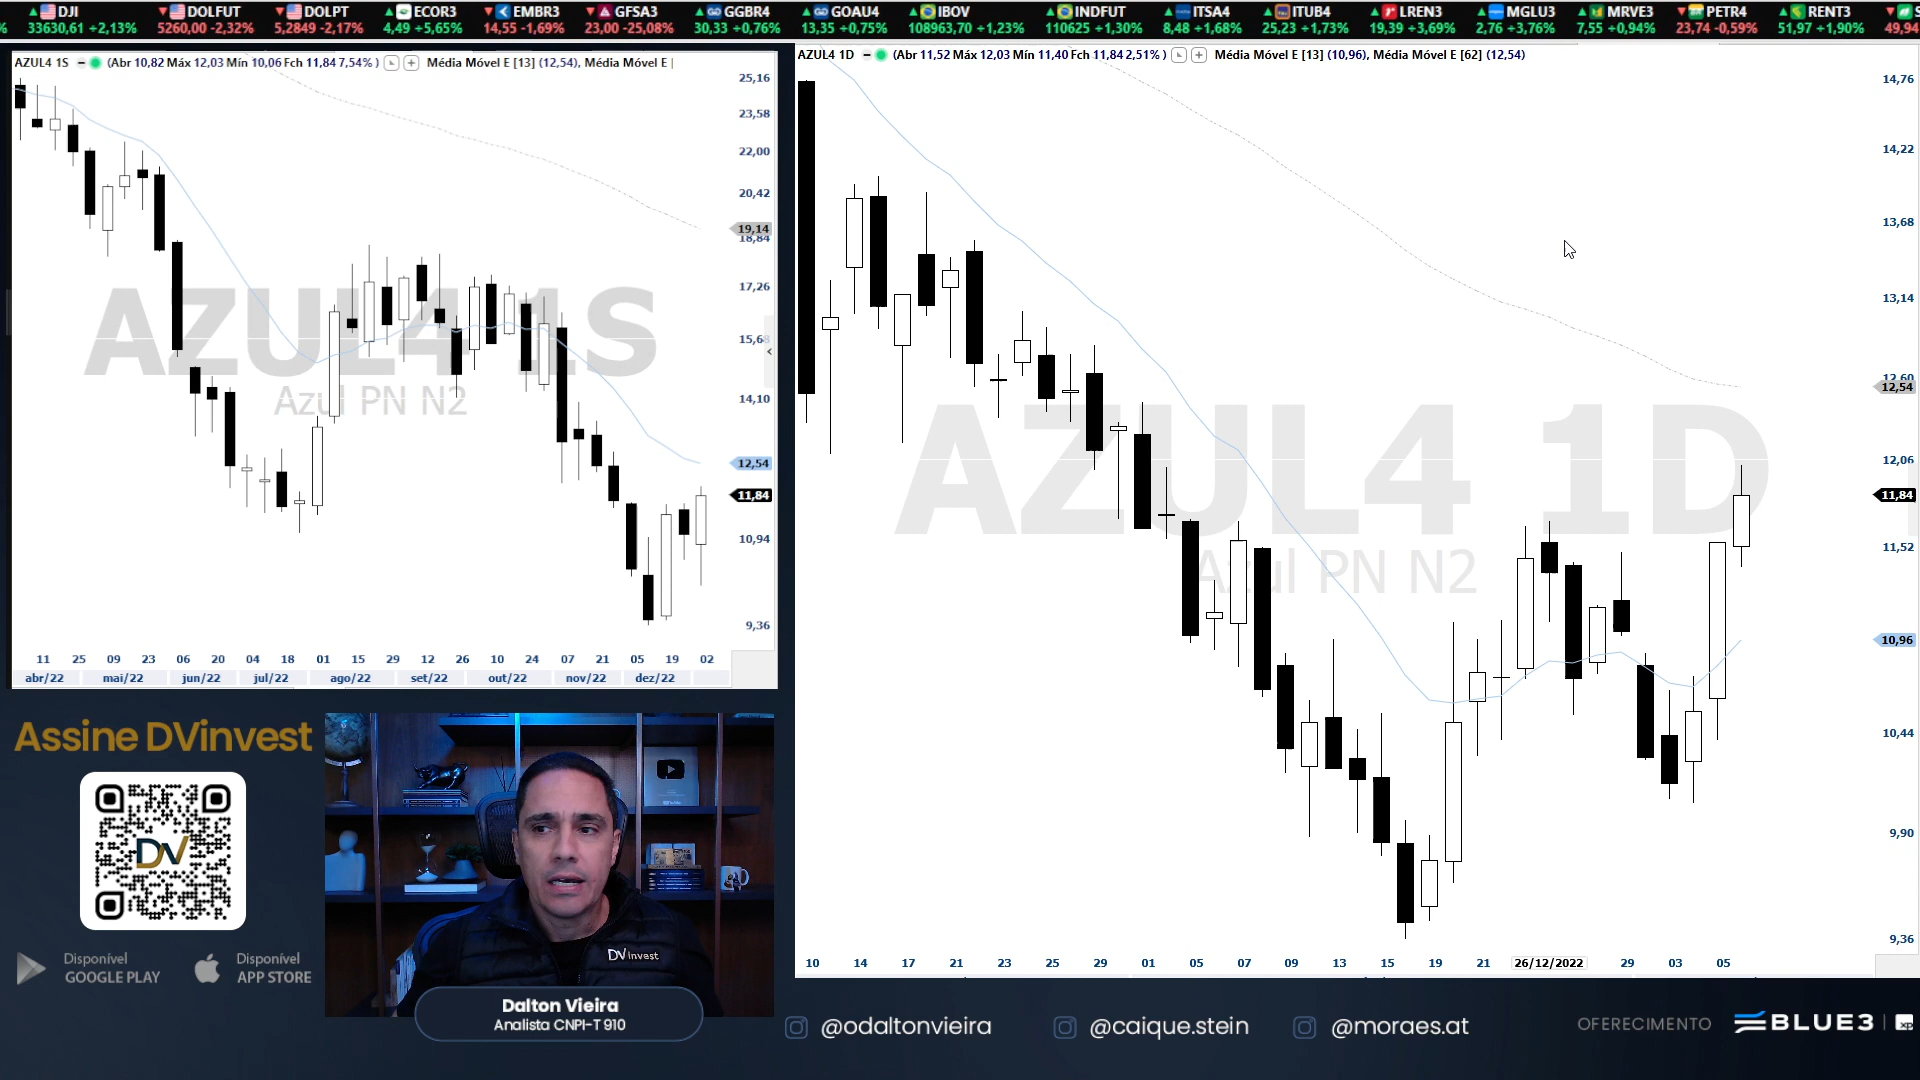 DJI DOLFUT DOLPT ECOR3 EMBR3 GFSA3 GGBR4 GOAU4 IBOV INDFUT ITSA4 ITUB4 LREN3 MGLU3 MRVE3 PETR4 RENT3
33630,61 +2,13% 5260,00 -2,32% 5,2849 -2,17% 4,49 +5,65% 14,55 -1,69% 23,00 -25,08% 30,33 +0,76% 13,35 +0,75% 108963,70 +1,23% 110625 +1,30% 8,48 +1,68% 25,23 +1,73% 19,39 +3,69% 2,76 +3,76% 7,55 +0,94% 23,74 -0,59% 51,97 +1,90% 49,94
AZUL4 1S (Abr 10,82 Máx 12,03 Mín 10,06 Fch 11,84 7,54% ) Média Móvel E [13] (12,54), Média Móvel E |
25,16
23,58
22,00
20,42
19,14
18,84
17,26
15,68
14,10
12,54
11,84
10,94
9,36
AZUL4 1S
Azul PN N2
11 25 09 23 06 20 04 18 01 15 29 12 26 10 24 07 21 05 19 02
abr/22 mai/22 jun/22 jul/22 ago/22 set/22 out/22 nov/22 dez/22
AZUL4 1D (Abr 11,52 Máx 12,03 Mín 11,40 Fch 11,84 2,51% ) Média Móvel E [13] (10,96), Média Móvel E [62] (12,54)
14,76
14,22
13,68
13,14
12,60
12,54
12,06
11,84
11,52
10,96
10,44
9,90
9,36
AZUL4 1D
Azul PN N2
10 14 17 21 23 25 29 01 05 07 09 13 15 19 21 26/12/2022 29 03 05
Assine DVinvest
DV
Disponível
GOOGLE PLAY
Disponível
APP STORE
DVinvest
Dalton Vieira
Analista CNPI-T 910
@odaltonvieira @caique.stein @moraes.at
OFERECIMENTO BLUE3 | xp